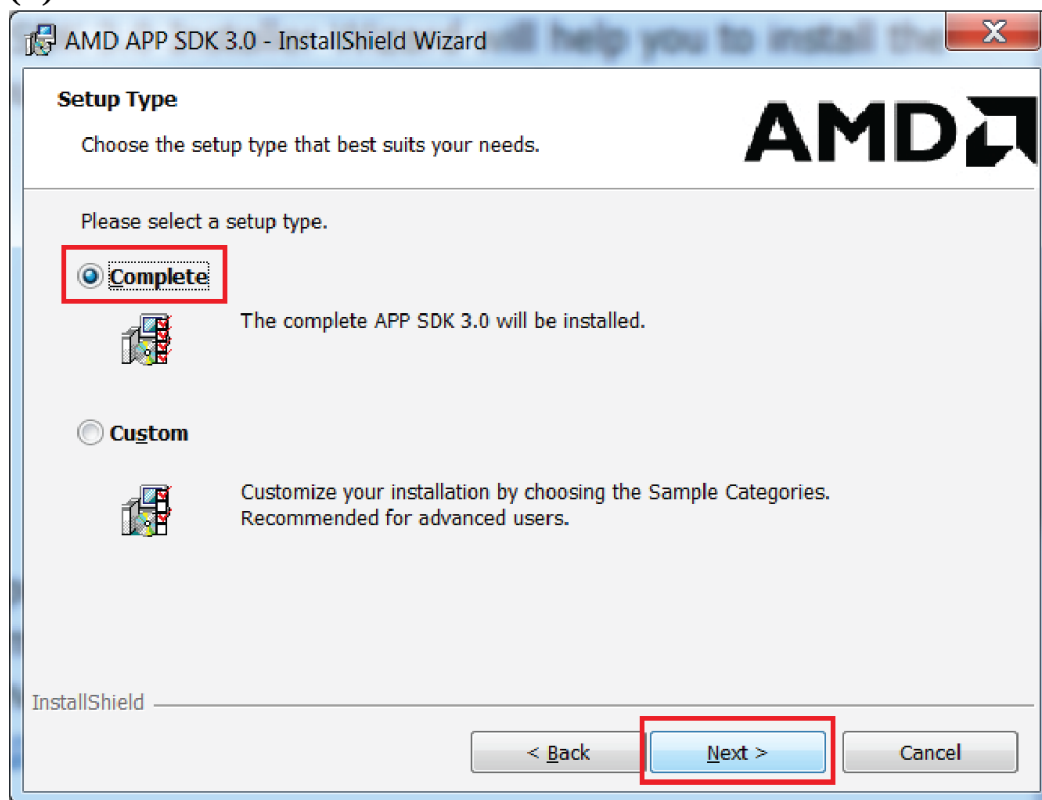 AMD APP SDK 3.0 - InstallShield Wizard
Setup Type
Choose the setup type that best suits your needs.
AMD
Please select a setup type.
Complete
The complete APP SDK 3.0 will be installed.
Custom
Customize your installation by choosing the Sample Categories.
Recommended for advanced users.
InstallShield
< Back Next > Cancel